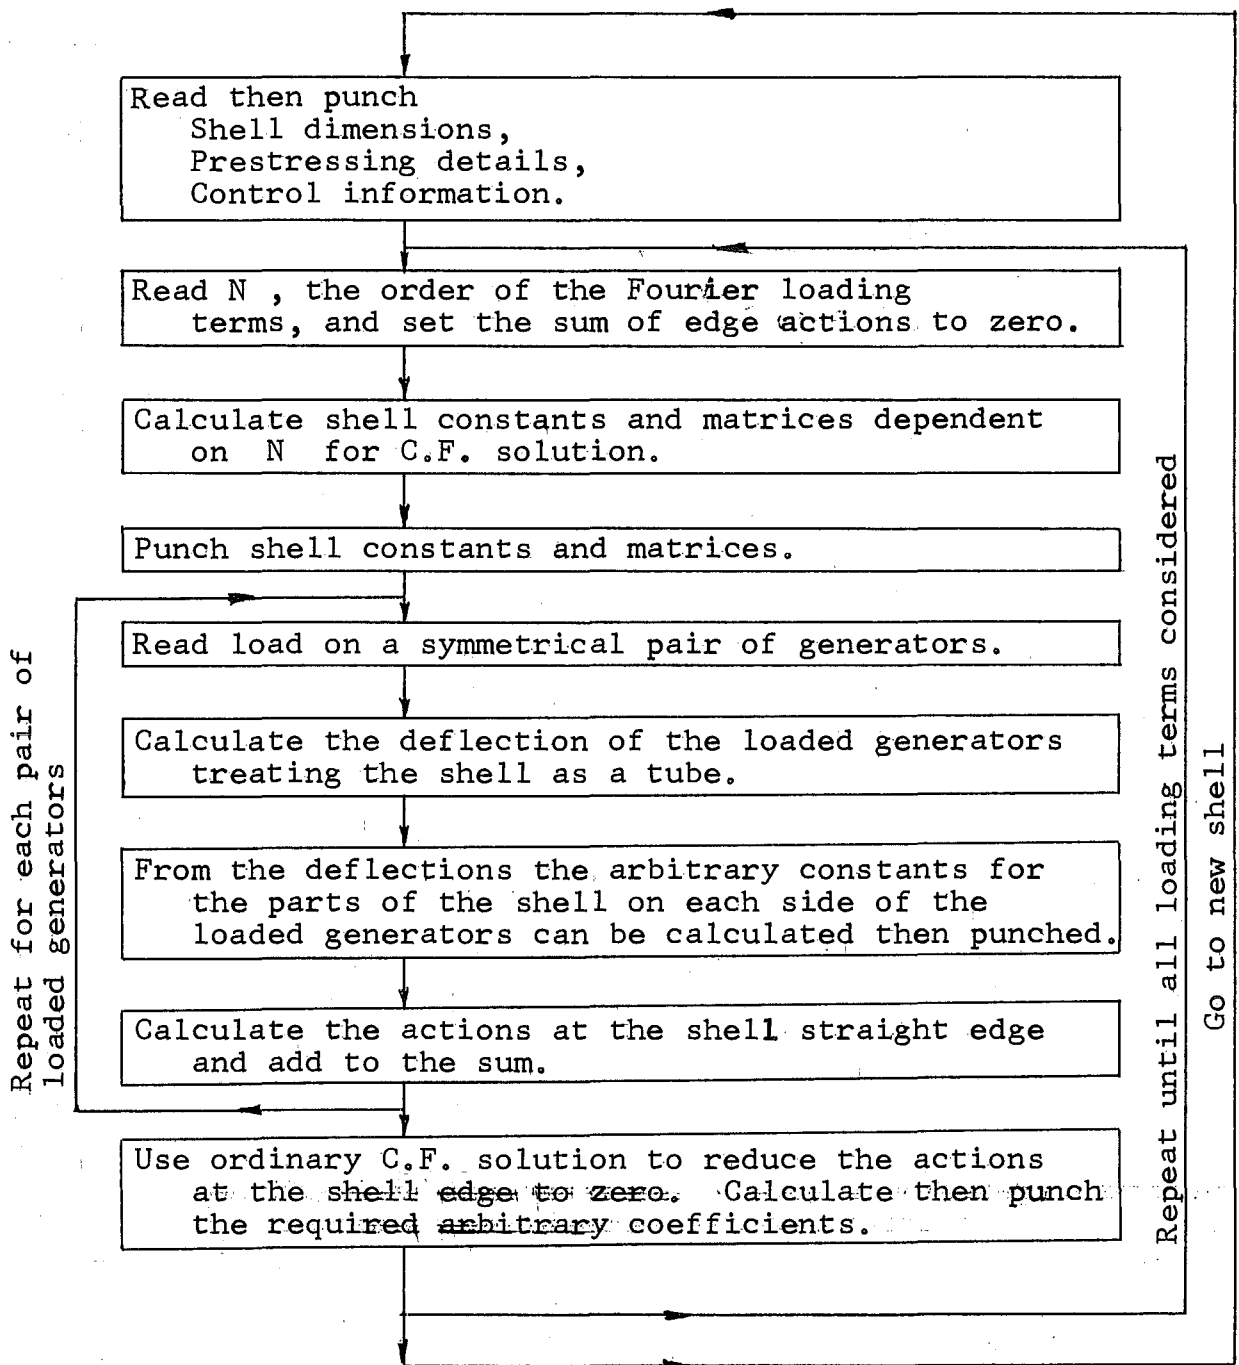 Read then punch
Shell dimensions,
Prestressing details,
Control information.
Read N , the order of the Fourier loading
terms, and set the sum of edge actions to zero.
Calculate shell constants and matrices dependent
on N for C.F. solution.
Punch shell constants and matrices.
Read load on a symmetrical pair of generators.
Calculate the deflection of the loaded generators
treating the shell as a tube.
From the deflections the arbitrary constants for
the parts of the shell on each side of the
loaded generators can be calculated then punched.
Calculate the actions at the shell straight edge
and add to the sum.
Use ordinary C.F. solution to reduce the actions
at the shell edge to zero. Calculate then punch
the required arbitrary coefficients.
Repeat for each pair of
loaded generators
Repeat until all loading terms considered
Go to new shell